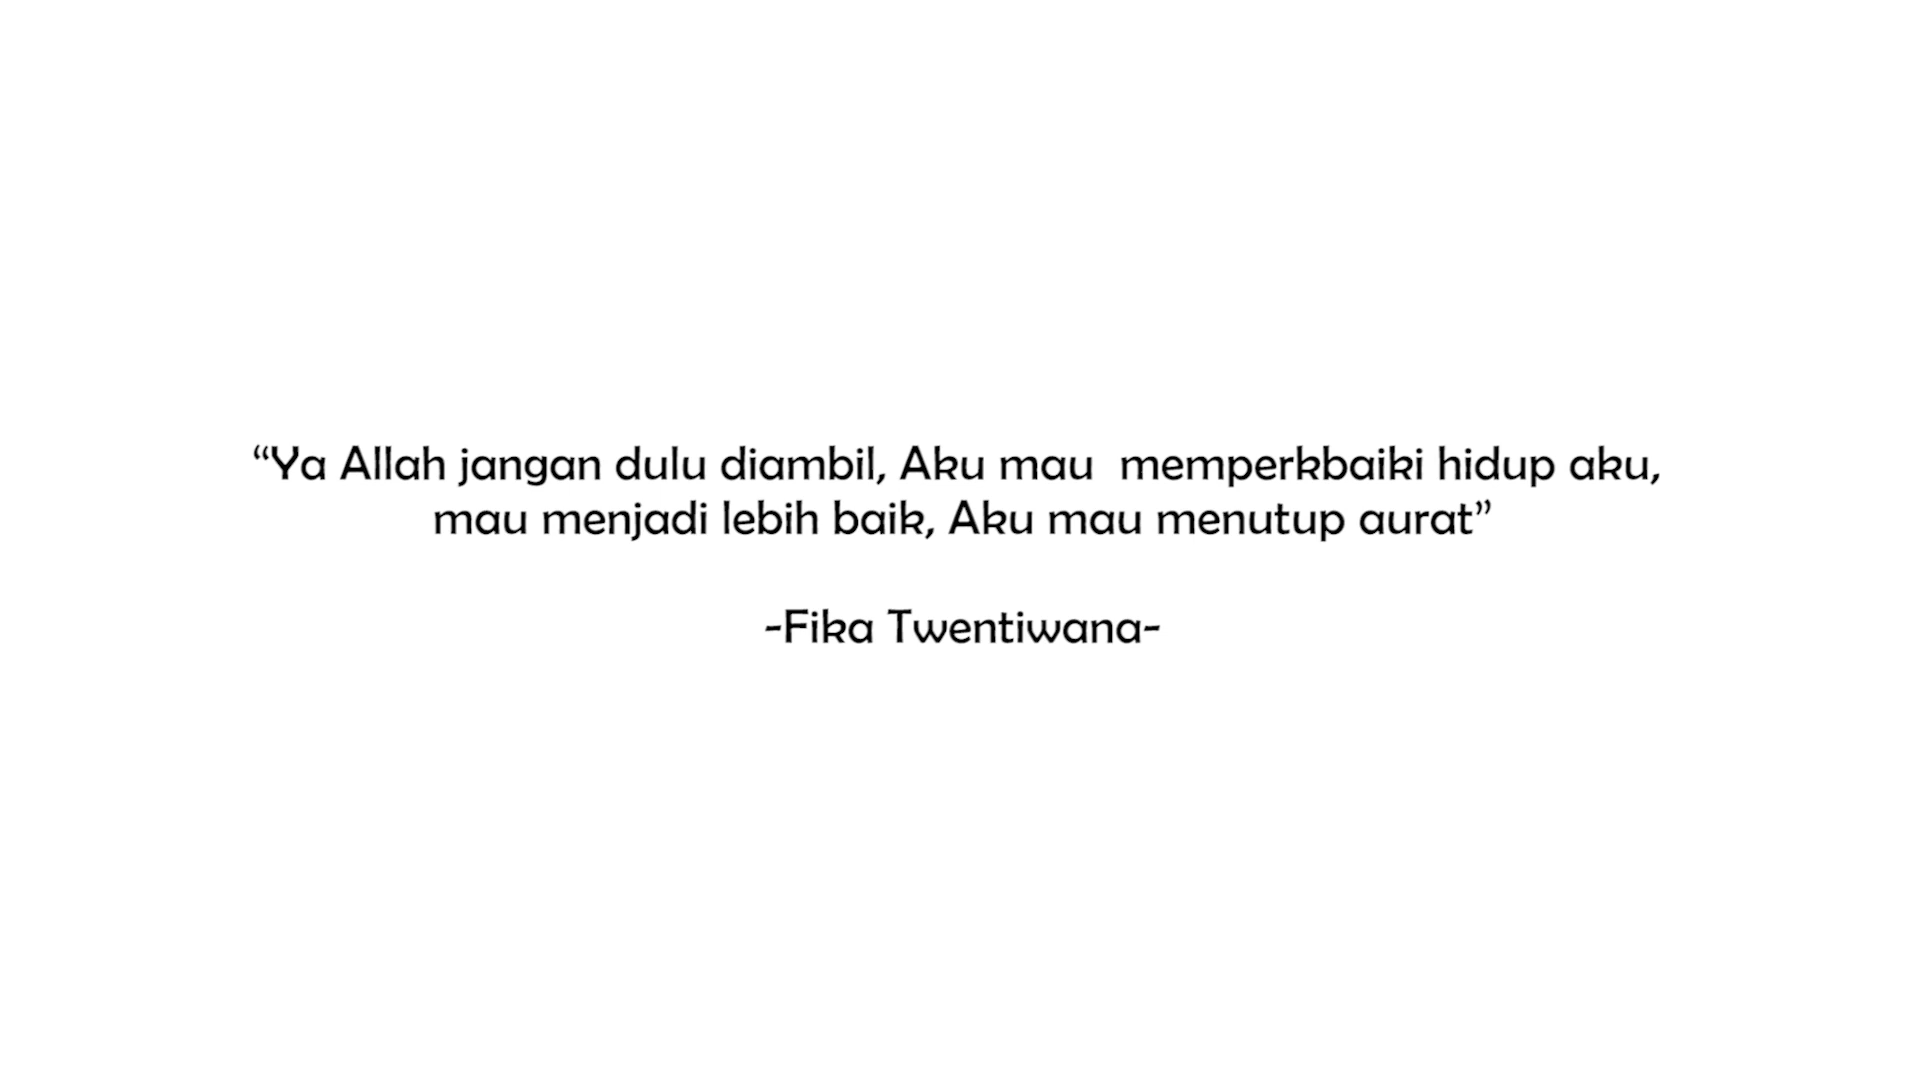 “Ya Allah jangan dulu diambil, Aku mau  memperkbaiki hidup aku,
mau menjadi lebih baik, Aku mau menutup aurat”
-Fika Twentiwana-